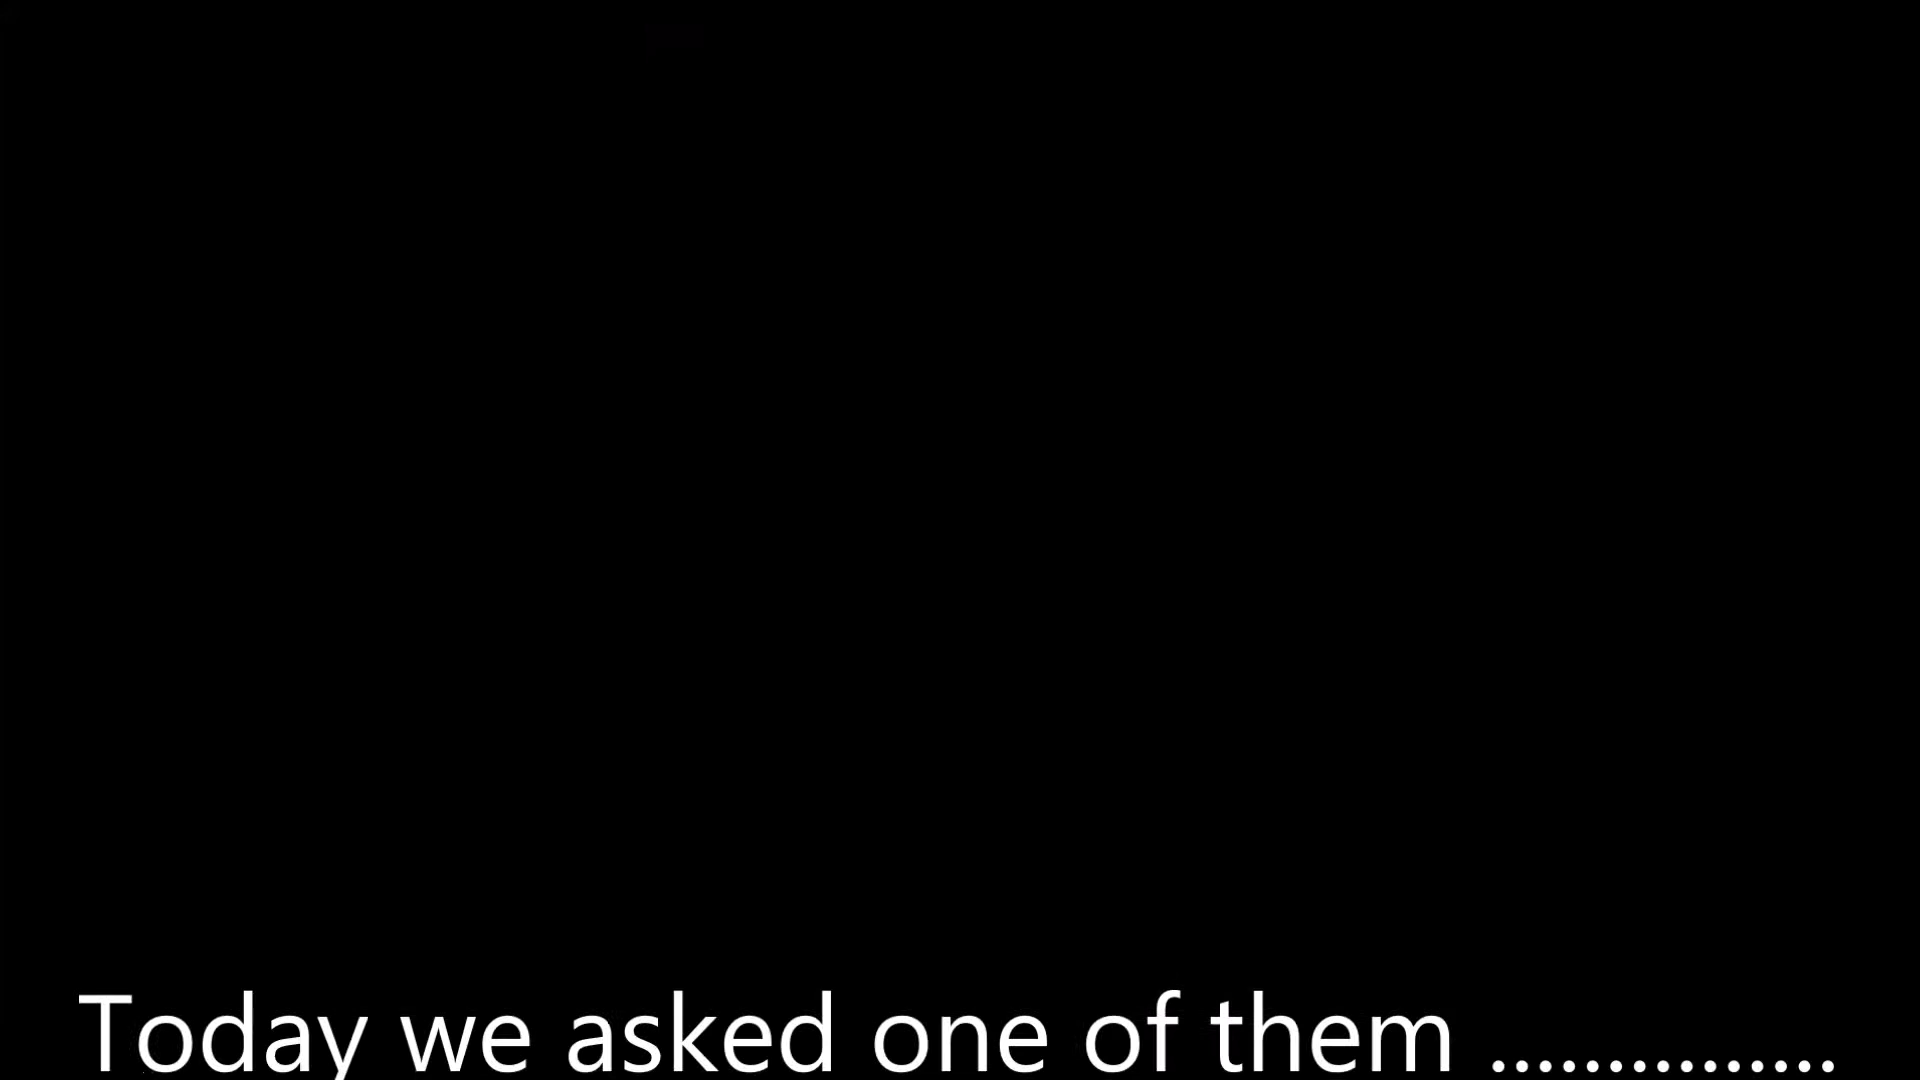 Today we asked one of them ...............